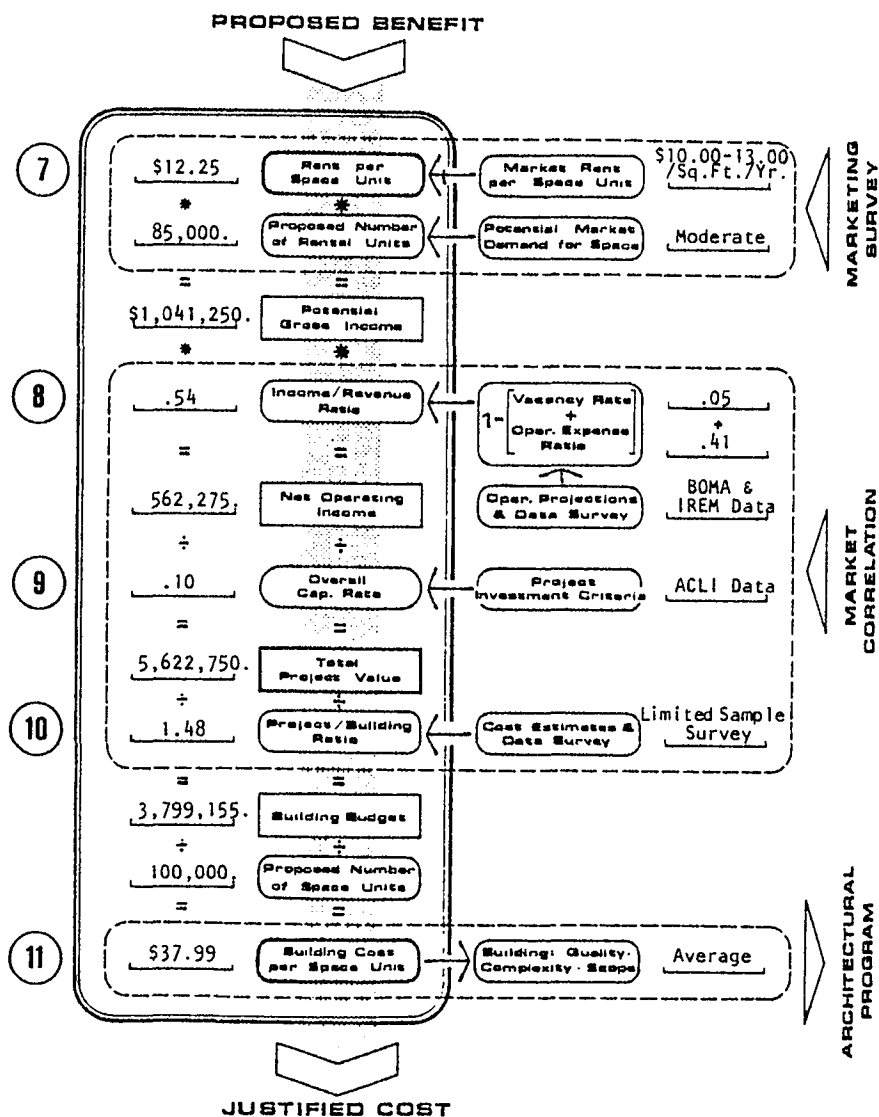 PROPOSED BENEFIT
7
$12.25
Rent per
Space Unit
Market Rent
per Space Unit
$10.00-13.00
/Sq.Ft./Yr.
*
*
85,000.
Proposed Number
of Rental Units
Potential Market
Demand for Space
Moderate
MARKETING
SURVEY
=
=
$1,041,250.
Potential
Gross Income
*
*
8
.54
Income/Revenue
Ratio
1-
Vacancy Rate
+
Oper. Expense
Ratio
.05
+
.41
=
=
562,275.
Net Operating
Income
Oper. Projections
& Data Survey
BOMA &
IREM Data
÷
÷
9
.10
Overall
Cap. Rate
Project
Investment Criteria
ACLI Data
MARKET
CORRELATION
=
=
5,622,750.
Total
Project Value
÷
÷
10
1.48
Project/Building
Ratio
Cost Estimates &
Data Survey
Limited Sample
Survey
=
=
3,799,155.
Building Budget
÷
÷
100,000.
Proposed Number
of Space Units
=
=
11
$37.99
Building Cost
per Space Unit
Building: Quality·
Complexity·Scope
Average
ARCHITECTURAL
PROGRAM
JUSTIFIED COST